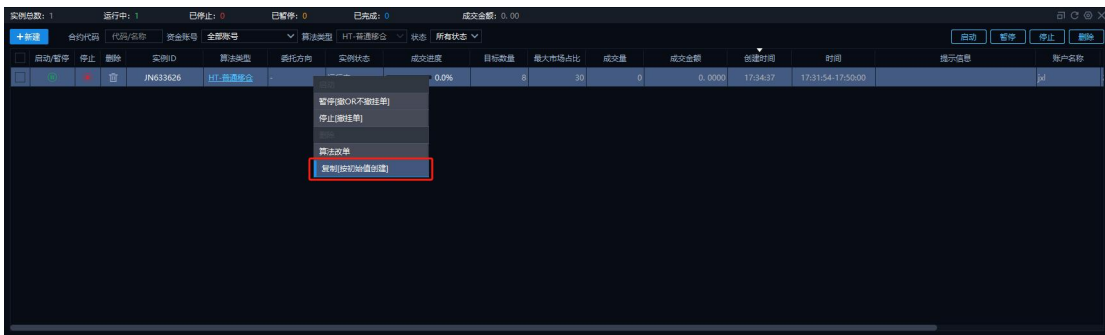 实例总数: 1 运行中: 1 已停止: 0 已暂停: 0 已完成: 0 成交金额: 0.00
+新建 合约代码 代码/名称 资金账号 全部账号 算法类型 HT-普通移仓 状态 所有状态 启动 暂停 停止 删除
启动/暂停 停止 删除 实例ID 算法类型 委托方向 实例状态 成交进度 目标数量 最大市场占比 成交量 成交金额 创建时间 时间 提示信息 账户名称
JN633626 HT-普通移仓 - 0.0% 8 30 0 0.0000 17:34:37 17:31:54-17:50:00 jxl
暂停[撤OR不撤挂单]
停止[撤挂单]
删除
算法改单
复制[按初始值创建]